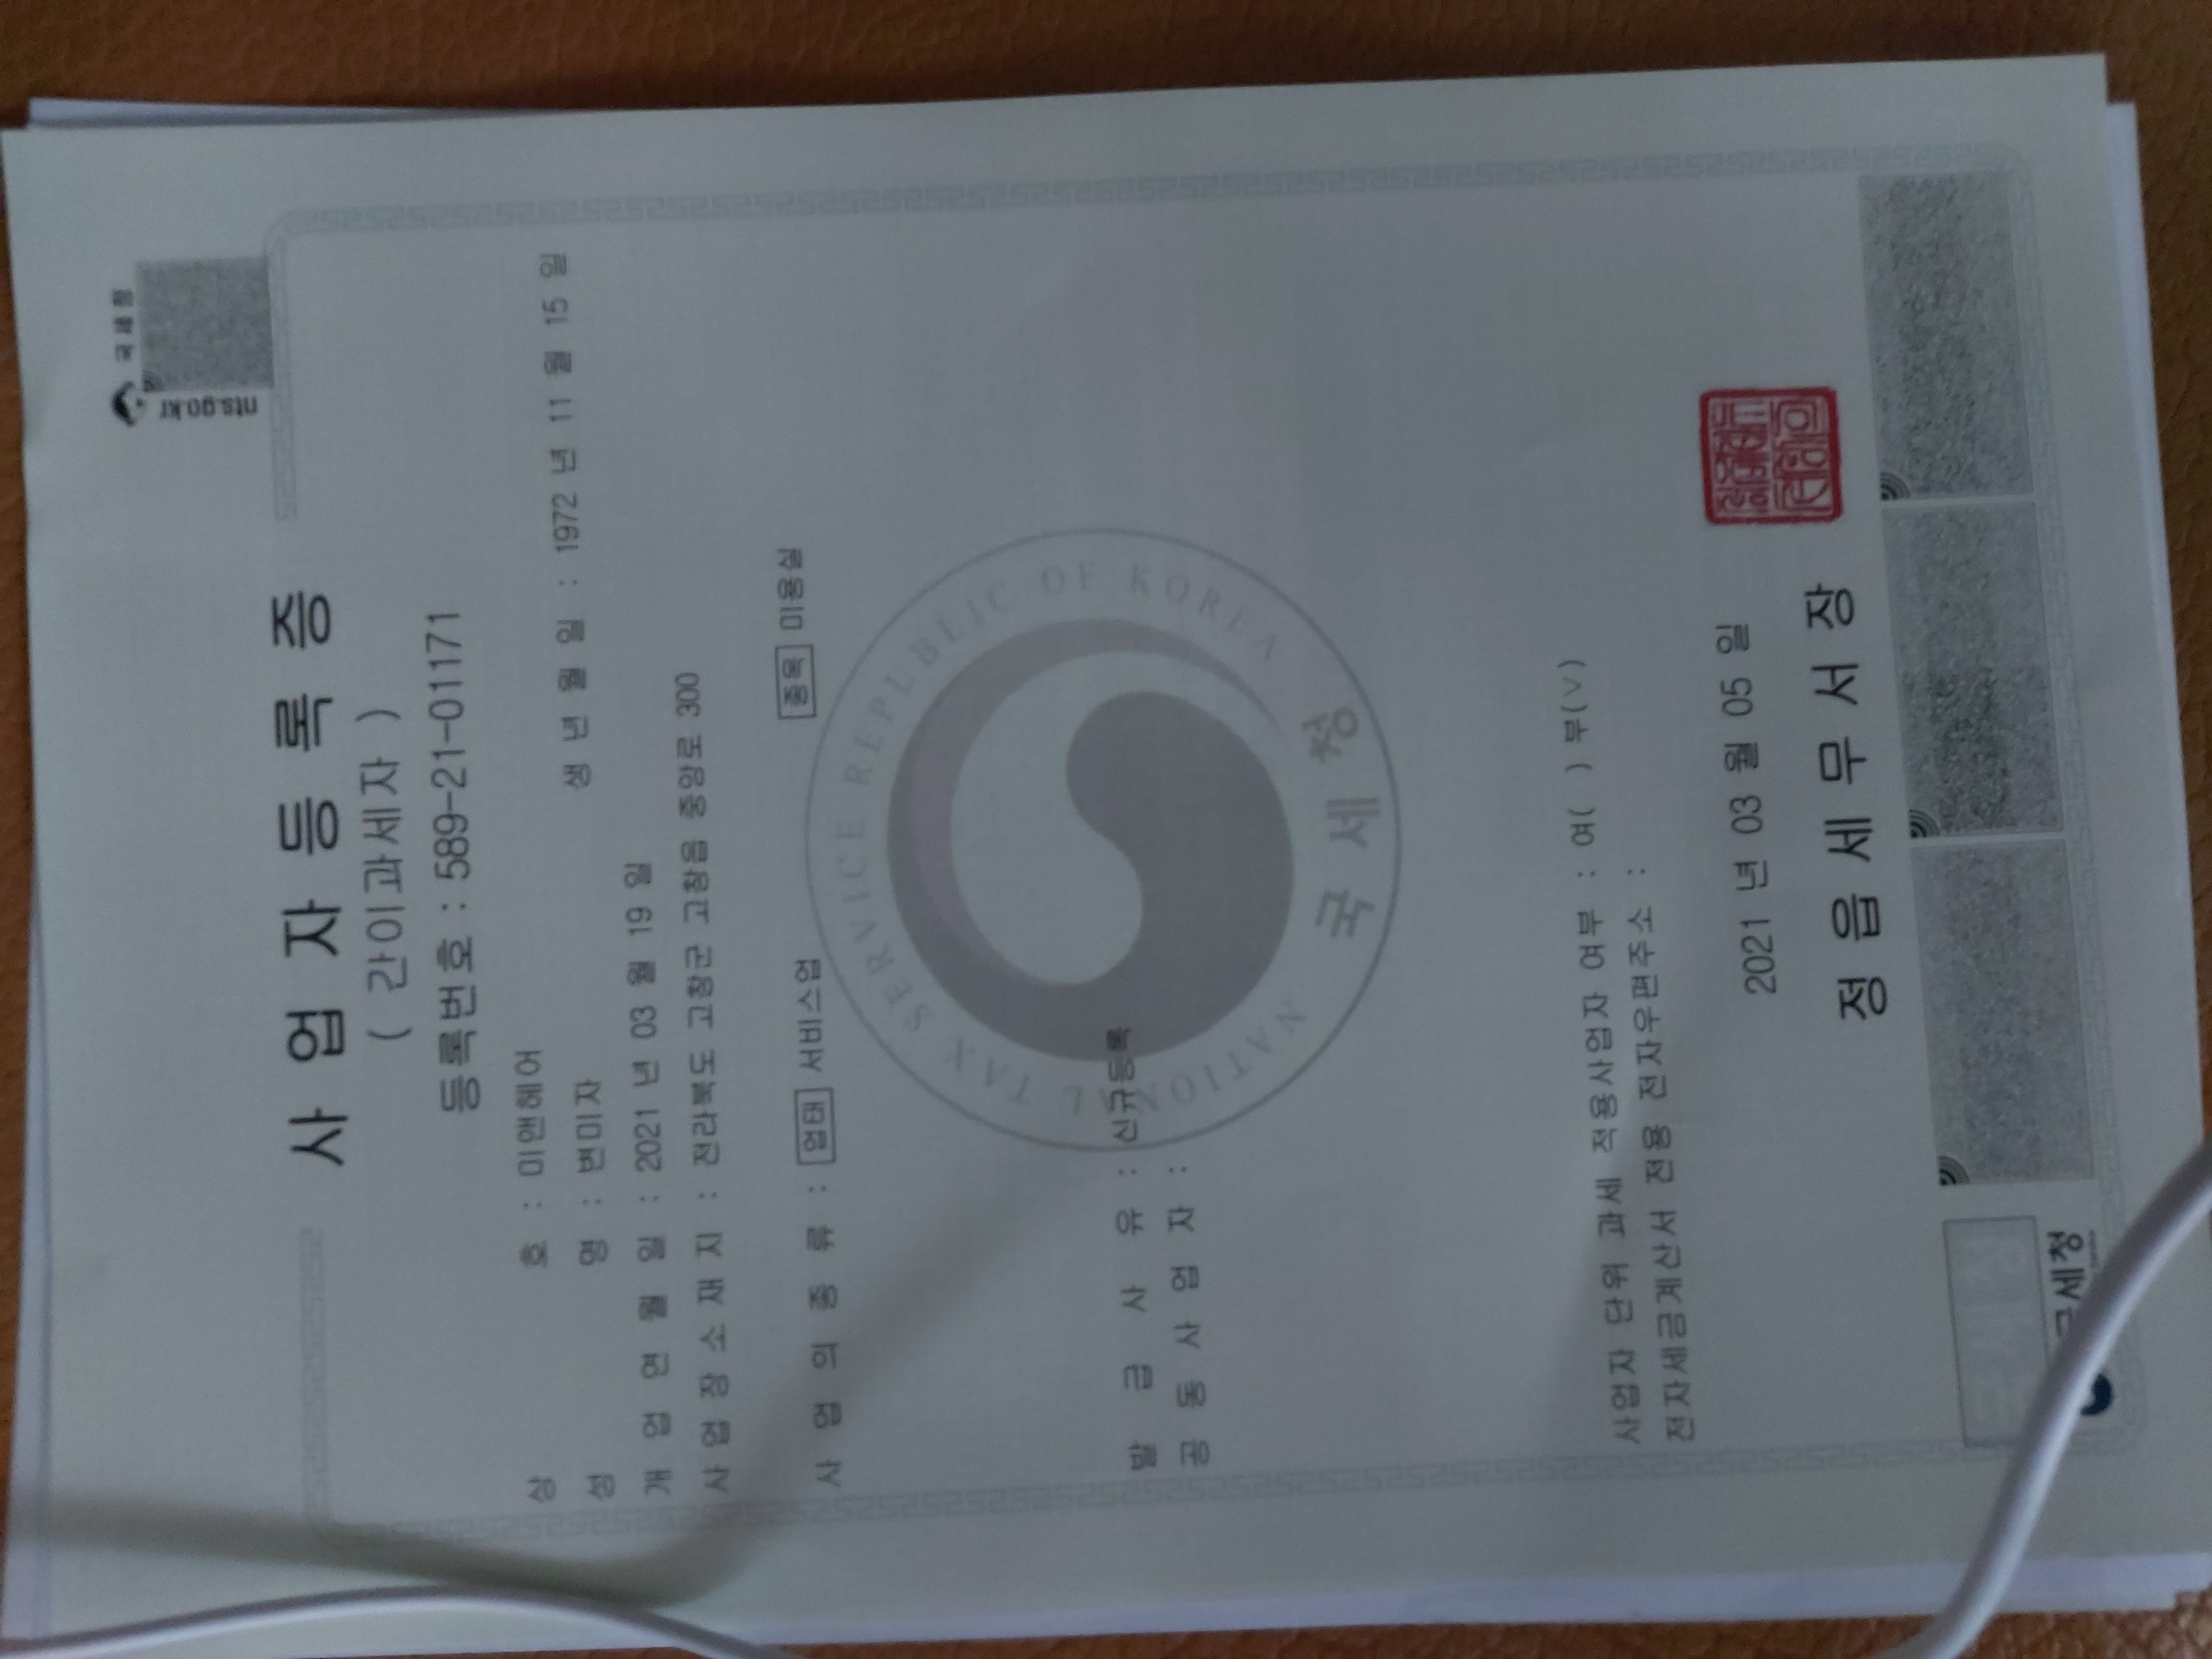 국세청
nts.go.kr
사업자등록증
( 간이과세자 )
등록번호 : 589-21-01171
상호 : 미앤헤어
성명 : 변미자 생년월일 : 1972 년 11 월 15 일
개업연월일 : 2021 년 03 월 19 일
사업장소재지 : 전라북도 고창군 고창읍 중앙로 300
사업의종류 : 업태 서비스업 종목 미용실
NATIONAL TAX SERVICE REPUBLIC OF KOREA
국세청
발급사유 : 신규등록
공동사업자 :
사업자 단위 과세 적용사업자 여부 : 여( ) 부(∨)
전자세금계산서 전용 전자우편주소 :
2021 년 03 월 05 일
정읍세무서장
국세청